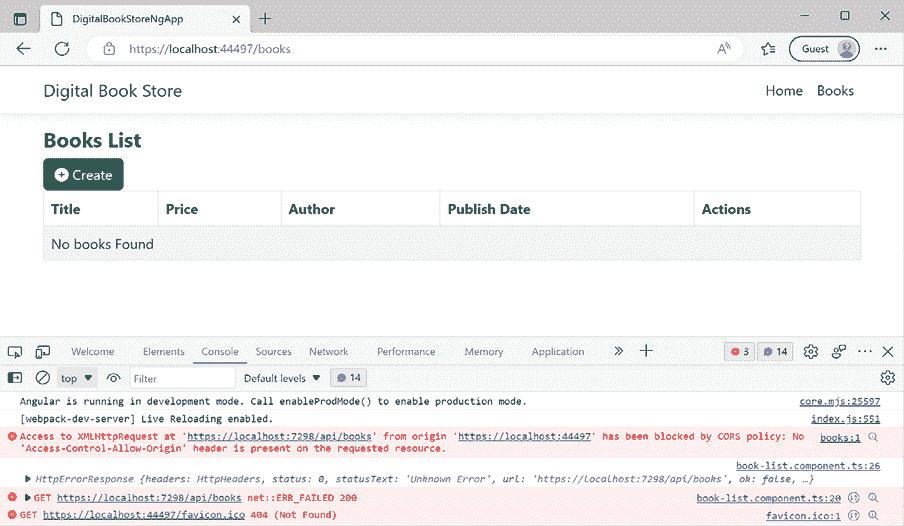 DigitalBookStoreNgApp
https://localhost:44497/books
Guest
Digital Book Store
Home Books
Books List
Create
Title Price Author Publish Date Actions
No books Found
Welcome Elements Console Sources Network Performance Memory Application 3 14
top Filter Default levels 14
Angular is running in development mode. Call enableProdMode() to enable production mode. core.mjs:25597
[webpack-dev-server] Live Reloading enabled. index.js:551
Access to XMLHttpRequest at 'https://localhost:7298/api/books' from origin 'https://localhost:44497' has been blocked by CORS policy: No books:1
'Access-Control-Allow-Origin' header is present on the requested resource.
book-list.component.ts:26
HttpErrorResponse {headers: HttpHeaders, status: 0, statusText: 'Unknown Error', url: 'https://localhost:7298/api/books', ok: false, …}
GET https://localhost:7298/api/books net::ERR_FAILED 200 book-list.component.ts:20
GET https://localhost:44497/favicon.ico 404 (Not Found) favicon.ico:1